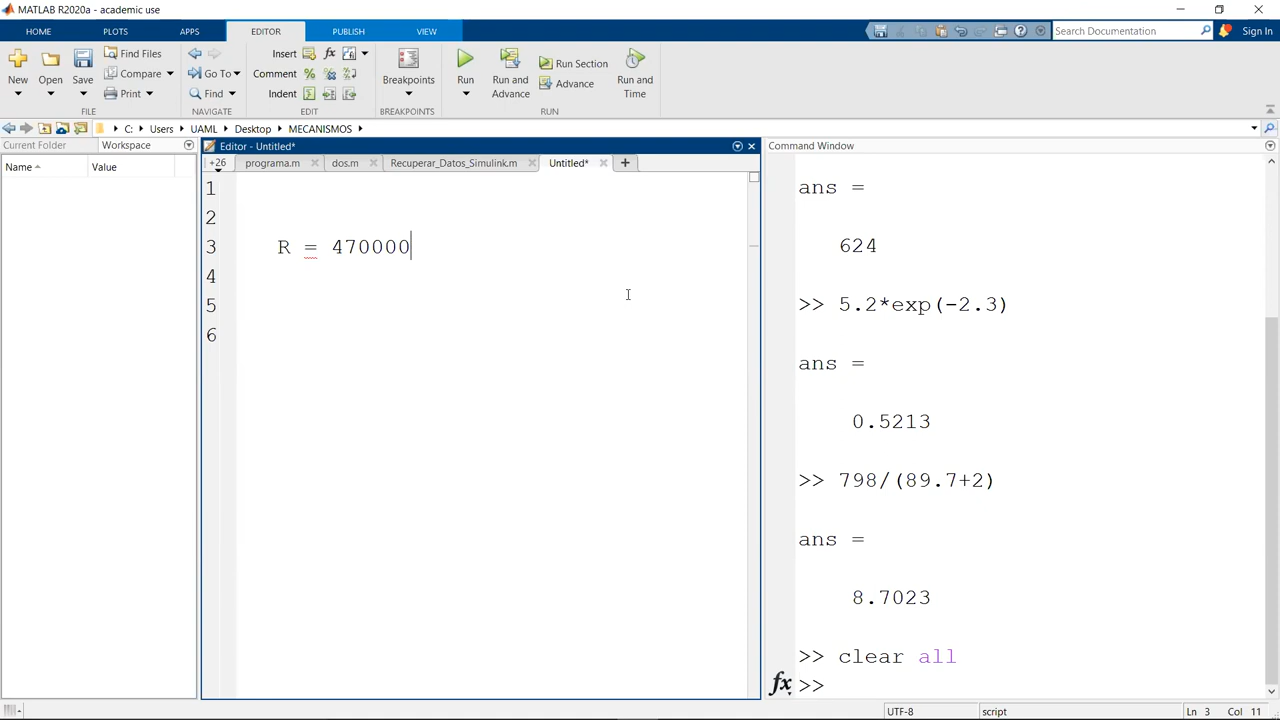 MATLAB R2020a - academic use
HOME PLOTS APPS EDITOR PUBLISH VIEW
Search Documentation
Sign In
New
Open
Save
Find Files
Compare
Print
FILE
Go To
Find
NAVIGATE
Insert
fx
Comment
Indent
EDIT
Breakpoints
BREAKPOINTS
Run
Run and Advance
Run Section
Advance
Run and Time
RUN
C: Users UAML Desktop MECANISMOS
Current Folder Workspace
Name Value
Editor - Untitled*
+26 programa.m dos.m Recuperar_Datos_Simulink.m Untitled* +
1
2
3 R = 470000
4
5
6
Command Window
ans =
624
>> 5.2*exp(-2.3)
ans =
0.5213
>> 798/(89.7+2)
ans =
8.7023
>> clear all
fx >>
UTF-8 script Ln 3 Col 11